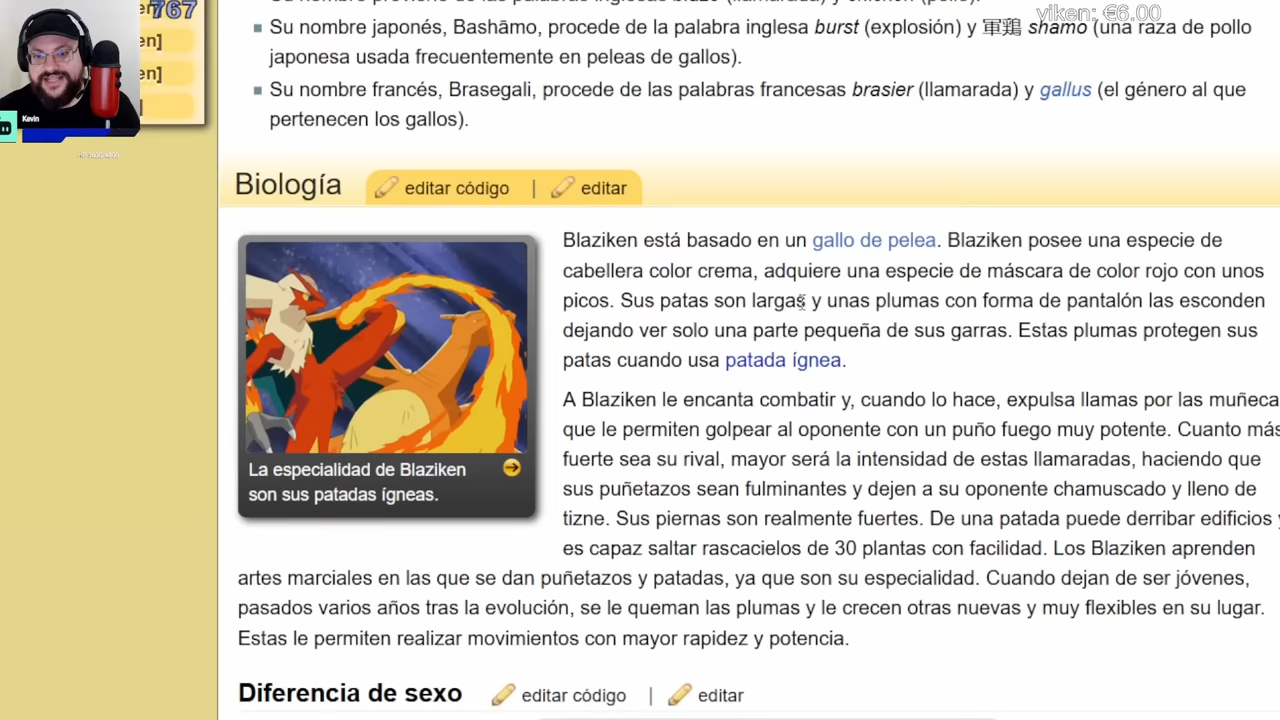 767
en]
en]
Kevin
yiken: €6.00
Su nombre japonés, Bashāmo, procede de la palabra inglesa burst (explosión) y 軍鶏 shamo (una raza de pollo
japonesa usada frecuentemente en peleas de gallos).
Su nombre francés, Brasegali, procede de las palabras francesas brasier (llamarada) y gallus (el género al que
pertenecen los gallos).
Biología editar código | editar
Blaziken está basado en un gallo de pelea. Blaziken posee una especie de
cabellera color crema, adquiere una especie de máscara de color rojo con unos
picos. Sus patas son largas y unas plumas con forma de pantalón las esconden
dejando ver solo una parte pequeña de sus garras. Estas plumas protegen sus
patas cuando usa patada ígnea.
La especialidad de Blaziken
son sus patadas ígneas.
A Blaziken le encanta combatir y, cuando lo hace, expulsa llamas por las muñeca
que le permiten golpear al oponente con un puño fuego muy potente. Cuanto más
fuerte sea su rival, mayor será la intensidad de estas llamaradas, haciendo que
sus puñetazos sean fulminantes y dejen a su oponente chamuscado y lleno de
tizne. Sus piernas son realmente fuertes. De una patada puede derribar edificios y
es capaz saltar rascacielos de 30 plantas con facilidad. Los Blaziken aprenden
artes marciales en las que se dan puñetazos y patadas, ya que son su especialidad. Cuando dejan de ser jóvenes,
pasados varios años tras la evolución, se le queman las plumas y le crecen otras nuevas y muy flexibles en su lugar.
Estas le permiten realizar movimientos con mayor rapidez y potencia.
Diferencia de sexo editar código | editar